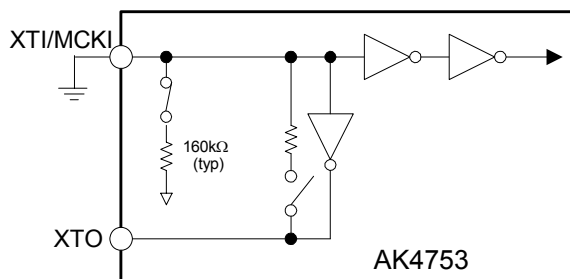 XTI/MCKI
160kΩ
(typ)
XTO
AK4753